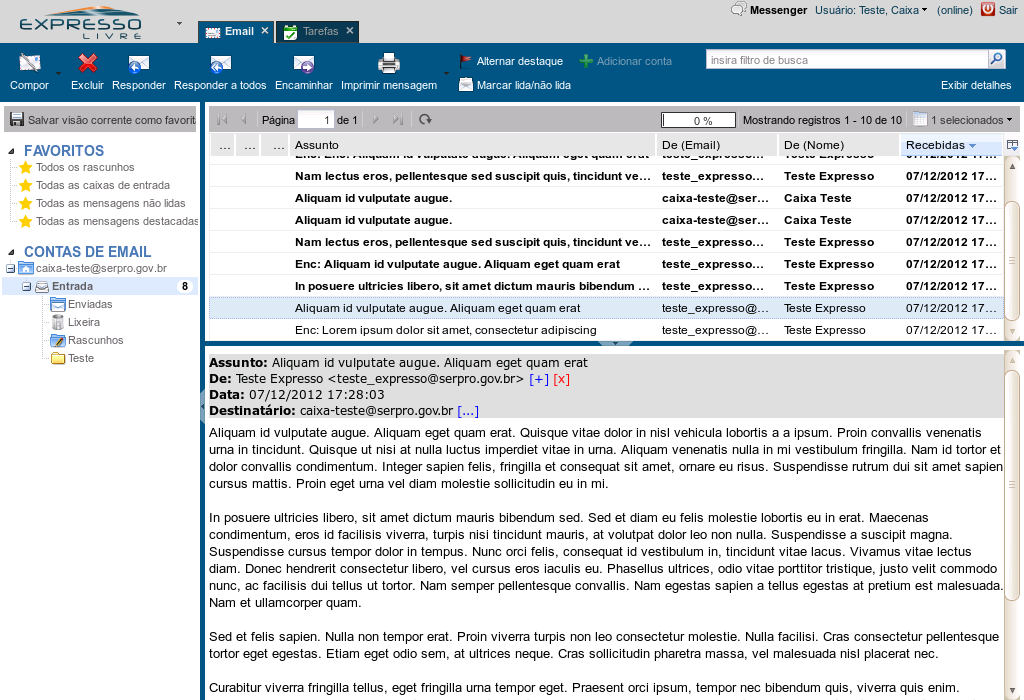 EXPRESSO
LIVRE
Email
Tarefas
Messenger Usuário: Teste, Caixa (online) Sair
Compor
Excluir
Responder
Responder a todos
Encaminhar
Imprimir mensagem
Alternar destaque
Adicionar conta
Marcar lida/não lida
insira filtro de busca
Exibir detalhes
Salvar visão corrente como favorit
FAVORITOS
Todos os rascunhos
Todas as caixas de entrada
Todas as mensagens não lidas
Todas as mensagens destacadas
CONTAS DE EMAIL
caixa-teste@serpro.gov.br
Entrada 8
Enviadas
Lixeira
Rascunhos
Teste
Página 1 de 1 0 % Mostrando registros 1 - 10 de 10 1 selecionados
... ... ... Assunto De (Email) De (Nome) Recebidas
Enc: Enc: Aliquam id vulputate augue. Aliquam eget quam erat teste_expresso... Teste Expresso 07/12/2012 17...
Nam lectus eros, pellentesque sed suscipit quis, tincidunt ve... teste_expresso... Teste Expresso 07/12/2012 17...
Aliquam id vulputate augue. caixa-teste@ser... Caixa Teste 07/12/2012 17...
Aliquam id vulputate augue. caixa-teste@ser... Caixa Teste 07/12/2012 17...
Nam lectus eros, pellentesque sed suscipit quis, tincidunt ve... teste_expresso... Teste Expresso 07/12/2012 17...
Enc: Aliquam id vulputate augue. Aliquam eget quam erat teste_expresso... Teste Expresso 07/12/2012 17...
In posuere ultricies libero, sit amet dictum mauris bibendum ... teste_expresso... Teste Expresso 07/12/2012 17...
Aliquam id vulputate augue. Aliquam eget quam erat teste_expresso@... Teste Expresso 07/12/2012 17...
Enc: Lorem ipsum dolor sit amet, consectetur adipiscing teste_expresso@... Teste Expresso 07/12/2012 17...
Assunto: Aliquam id vulputate augue. Aliquam eget quam erat
De: Teste Expresso <teste_expresso@serpro.gov.br> [+] [x]
Data: 07/12/2012 17:28:03
Destinatário: caixa-teste@serpro.gov.br [...]
Aliquam id vulputate augue. Aliquam eget quam erat. Quisque vitae dolor in nisl vehicula lobortis a a ipsum. Proin convallis venenatis
urna in tincidunt. Quisque ut nisi at nulla luctus imperdiet vitae in urna. Aliquam venenatis nulla in mi vestibulum fringilla. Nam id tortor et
dolor convallis condimentum. Integer sapien felis, fringilla et consequat sit amet, ornare eu risus. Suspendisse rutrum dui sit amet sapien
cursus mattis. Proin eget urna vel diam molestie sollicitudin eu in mi.
In posuere ultricies libero, sit amet dictum mauris bibendum sed. Sed et diam eu felis molestie lobortis eu in erat. Maecenas
condimentum, eros id facilisis viverra, turpis nisi tincidunt mauris, at volutpat dolor leo non nulla. Suspendisse a suscipit magna.
Suspendisse cursus tempor dolor in tempus. Nunc orci felis, consequat id vestibulum in, tincidunt vitae lacus. Vivamus vitae lectus
diam. Donec hendrerit consectetur libero, vel cursus eros iaculis eu. Phasellus ultrices, odio vitae porttitor tristique, justo velit commodo
nunc, ac facilisis dui tellus ut tortor. Nam semper pellentesque convallis. Nam egestas sapien a tellus egestas at pretium est malesuada.
Nam et ullamcorper quam.
Sed et felis sapien. Nulla non tempor erat. Proin viverra turpis non leo consectetur molestie. Nulla facilisi. Cras consectetur pellentesque
tortor eget egestas. Etiam eget odio sem, at ultrices neque. Cras sollicitudin pharetra massa, vel malesuada nisl placerat nec.
Curabitur viverra fringilla tellus, eget fringilla urna tempor eget. Praesent orci ipsum, tempor nec bibendum quis, viverra quis enim.